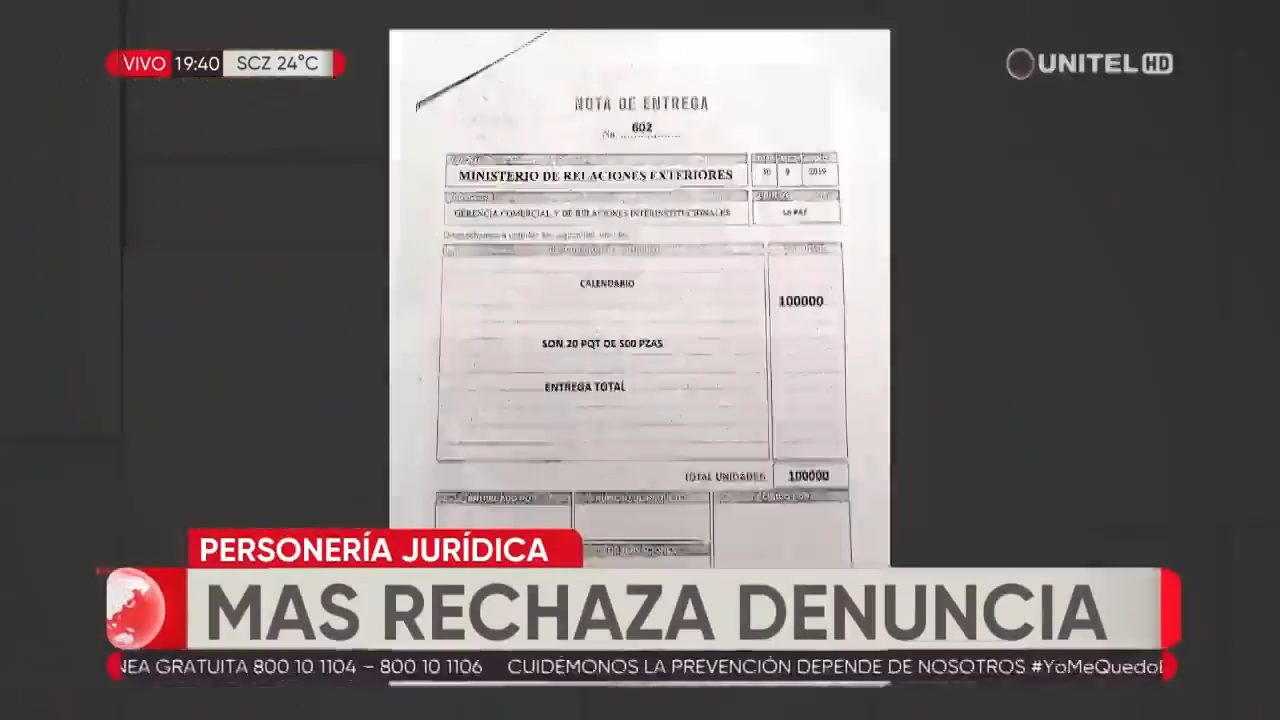 VIVO 19:40 SCZ 24°C
UNITEL HD
NOTA DE ENTREGA
No. 602
MINISTERIO DE RELACIONES EXTERIORES
10 9 2019
GERENCIA COMERCIAL Y DE RELACIONES INTERINSTITUCIONALES
LA PAZ
CALENDARIO
100000
SON 20 PQT DE 500 PZAS
ENTREGA TOTAL
TOTAL UNIDADES 100000
PERSONERÍA JURÍDICA
MAS RECHAZA DENUNCIA
NEA GRATUITA 800 10 1104 – 800 10 1106 CUIDÉMONOS LA PREVENCIÓN DEPENDE DE NOSOTROS #YoMeQuedo